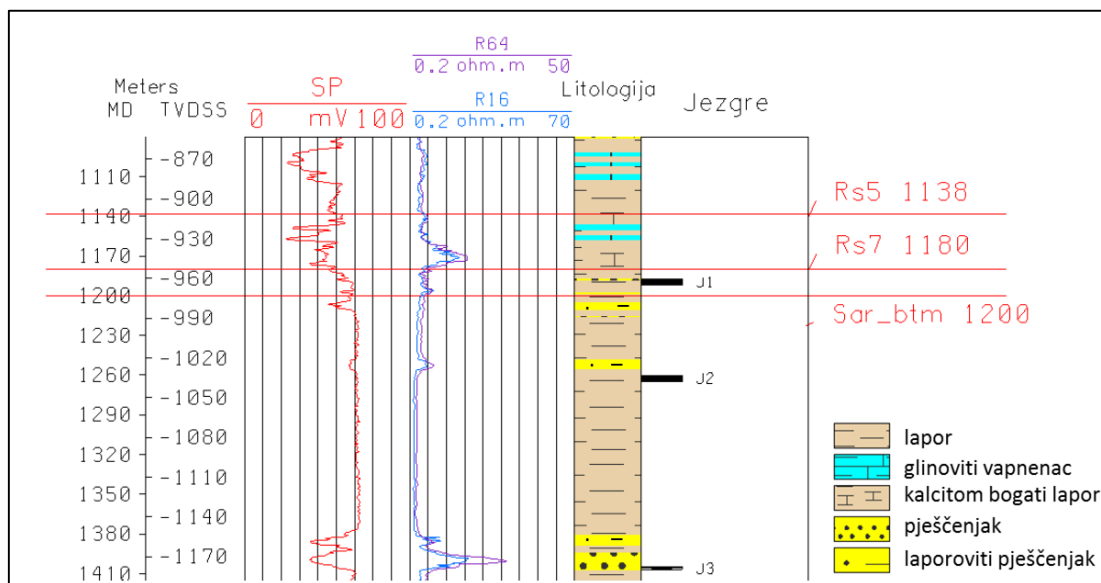 R64
0.2 ohm.m 50
Meters
MD TVDSS
SP
0 mV 100
R16
0.2 ohm.m 70
Litologija
Jezgre
-870
1110
-900
1140
-930
1170
-960
1200
-990
1230
-1020
1260
-1050
1290
-1080
1320
-1110
1350
-1140
1380
-1170
1410
Rs5 1138
Rs7 1180
Sar_btm 1200
J1
J2
J3
lapor
glinoviti vapnenac
kalcitom bogati lapor
pješčenjak
laporoviti pješčenjak